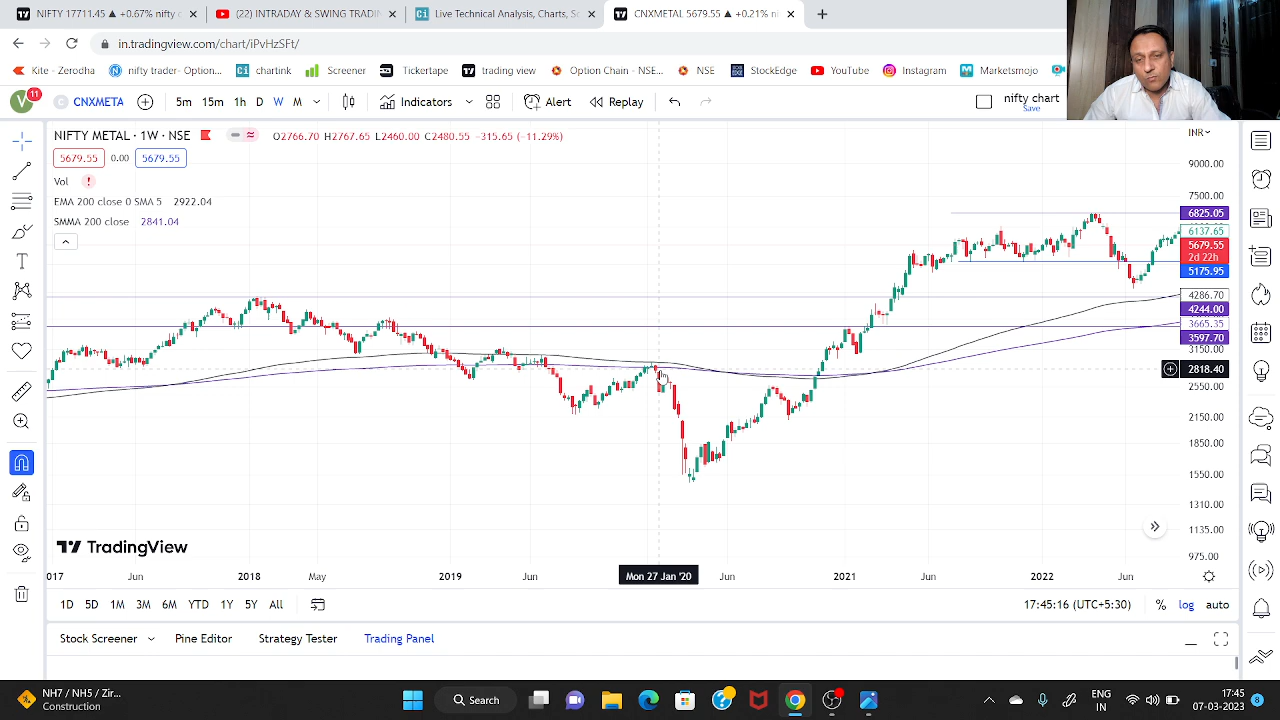 NIFTY 17711.45 ▲ +0.67% nifty c
(22) INTRADAY & SWING TRADIN
Live Technical Analysis, Charts, Sc
CNXMETAL 5679.55 ▲ +0.21% ni
in.tradingview.com/chart/iPvHzSFt/
Kite - Zerodha
nifty trader - Option...
chrtink
Screener
Tickertape
trading view
Option Chain - NSE...
NSE
StockEdge
YouTube
Instagram
Marketsmojo
11
V
C CNXMETA
5m 15m 1h D W M
Indicators
Alert
Replay
nifty chart
Save
NIFTY METAL · 1W · NSE
O2766.70 H2767.65 L2460.00 C2480.55 −315.65 (−11.29%)
INR
5679.55 0.00 5679.55
Vol
EMA 200 close 0 SMA 5 2922.04
SMMA 200 close 2841.04
9000.00
7500.00
6825.05
6137.65
5679.55
2d 22h
5175.95
4286.70
4244.00
3665.35
3597.70
3150.00
2818.40
2550.00
2150.00
1850.00
1550.00
1310.00
1135.00
975.00
TradingView
017 Jun 2018 May 2019 Jun Mon 27 Jan '20 Jun 2021 Jun 2022 Jun
1D 5D 1M 3M 6M YTD 1Y 5Y All
17:45:16 (UTC+5:30) % log auto
Stock Screener Pine Editor Strategy Tester Trading Panel
NH7 / NH5 / Zir...
Construction
Search
ENG
IN
17:45
07-03-2023
8